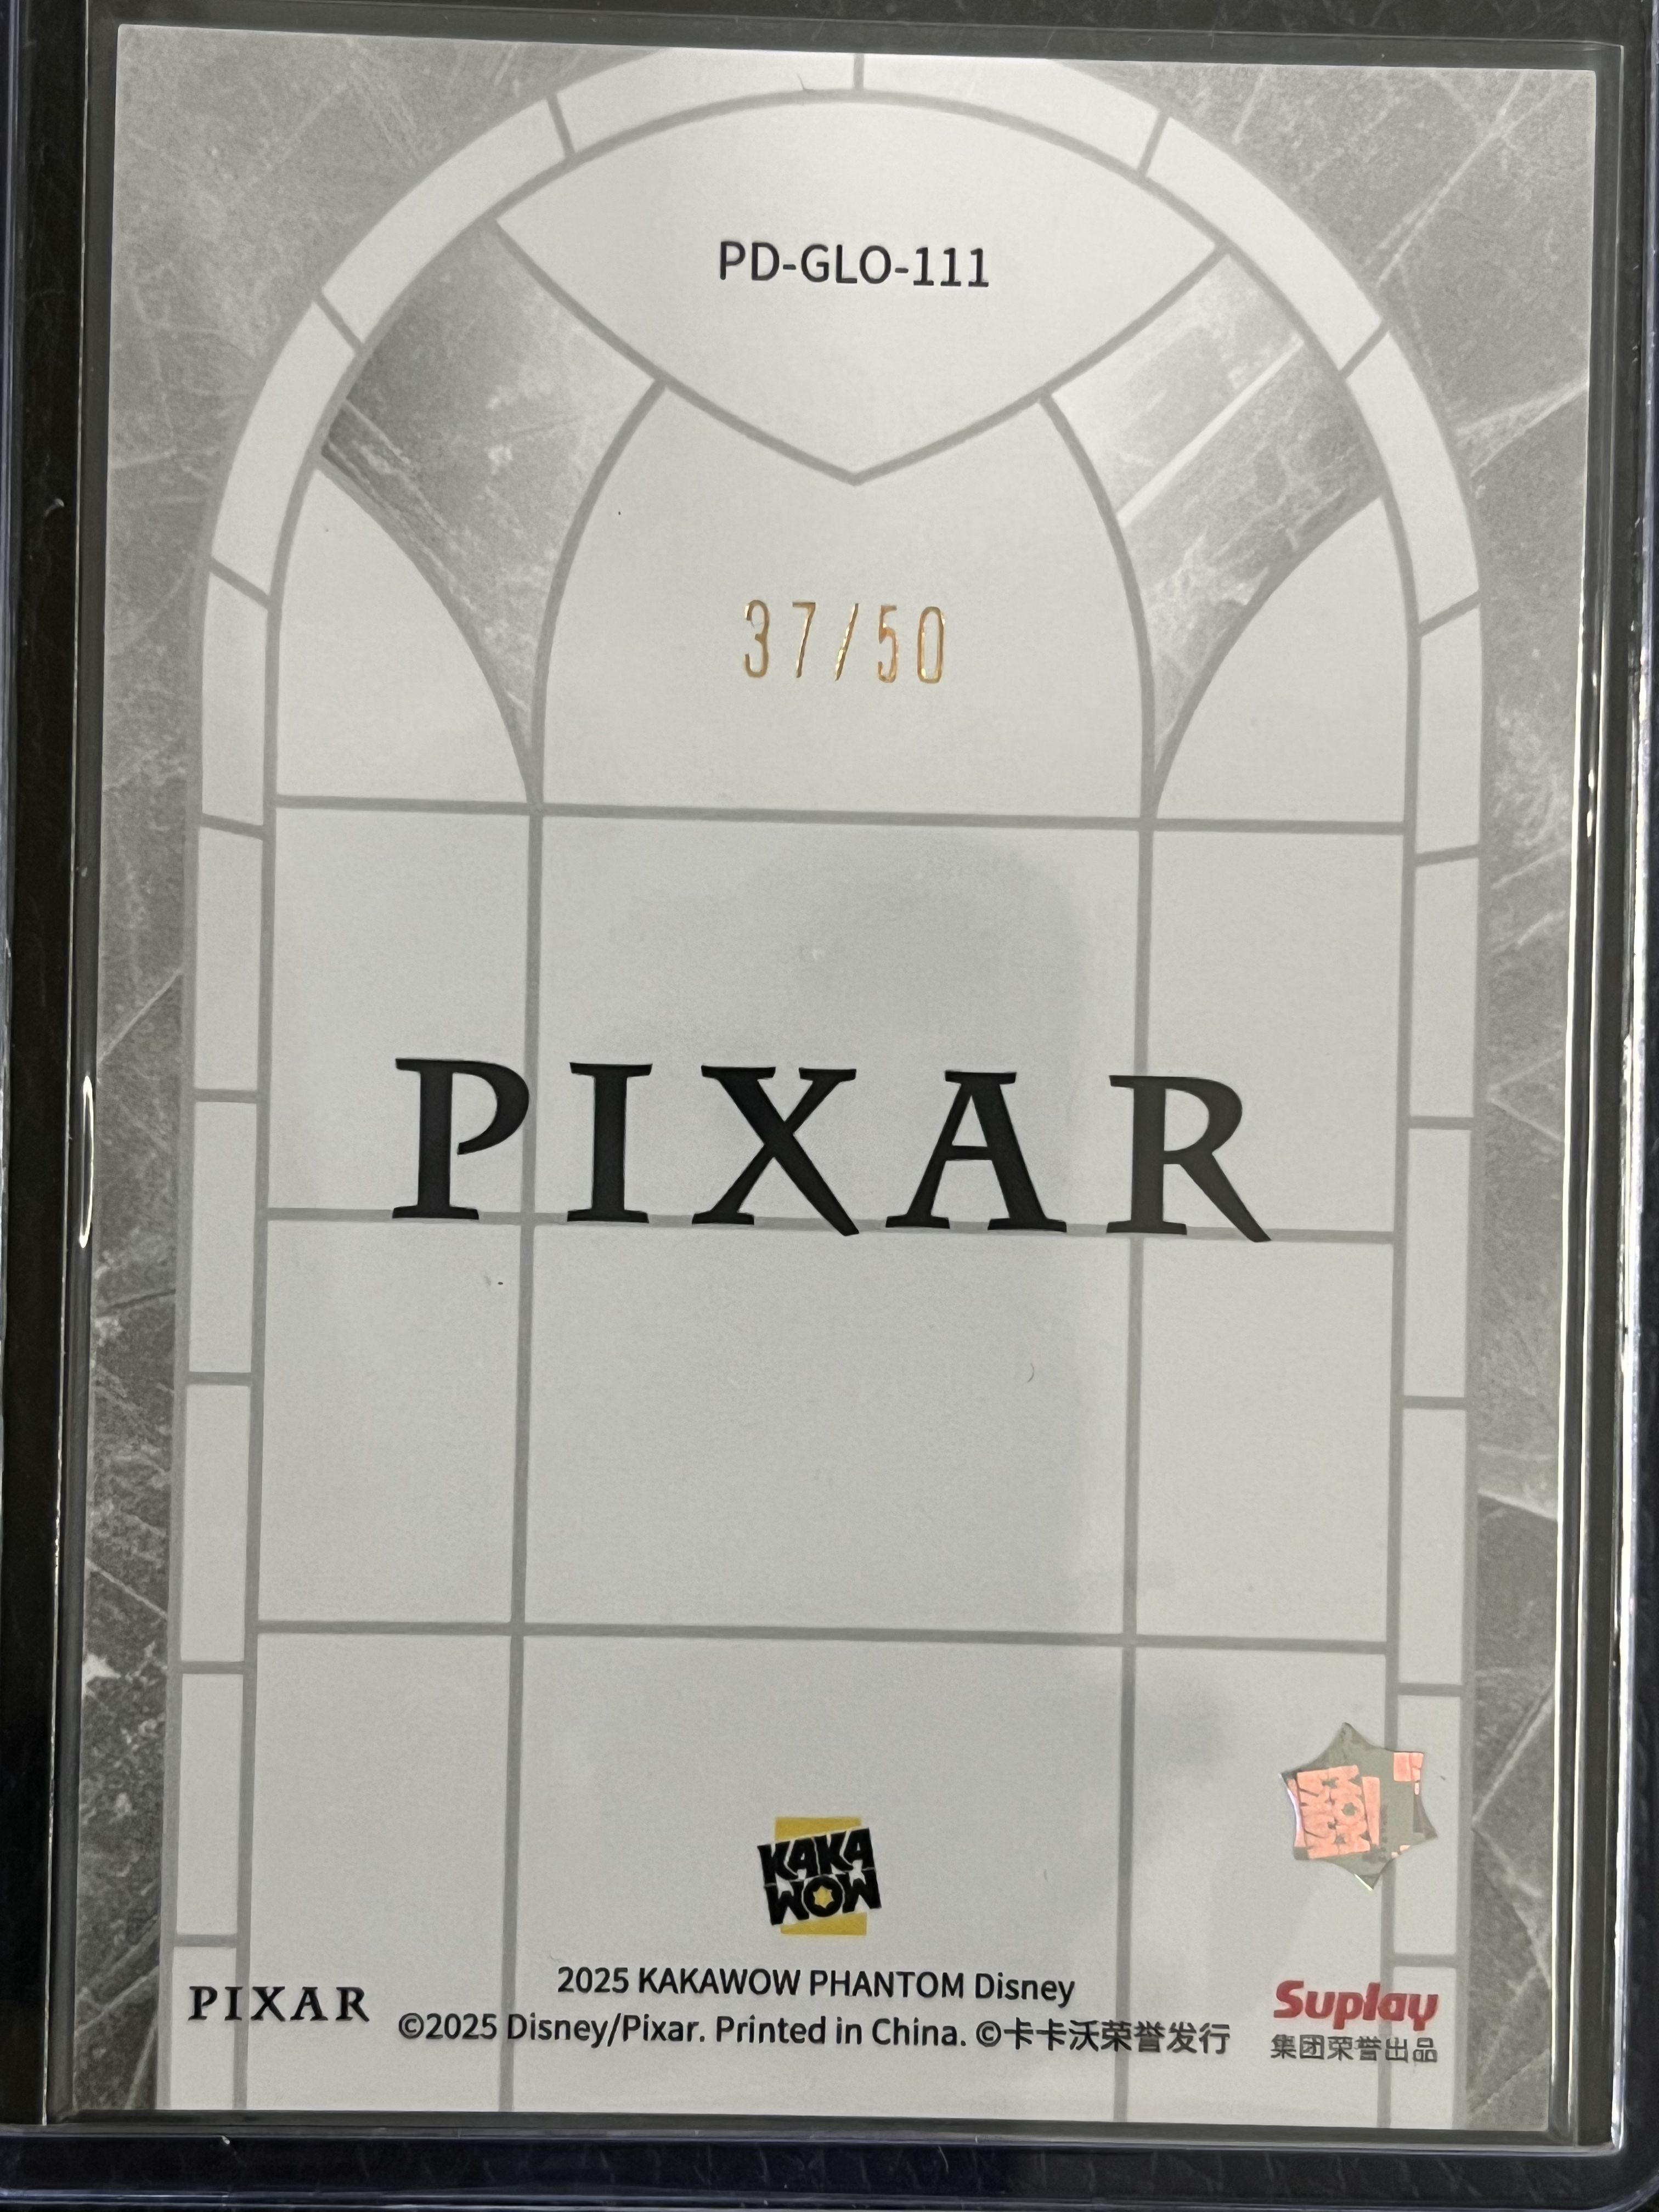 PD-GLO-111
37/50
PIXAR
KAKA
WOW
2025 KAKAWOW PHANTOM Disney
PIXAR
©2025 Disney/Pixar. Printed in China. ©卡卡沃荣誉发行
Suplay
集团荣誉出品